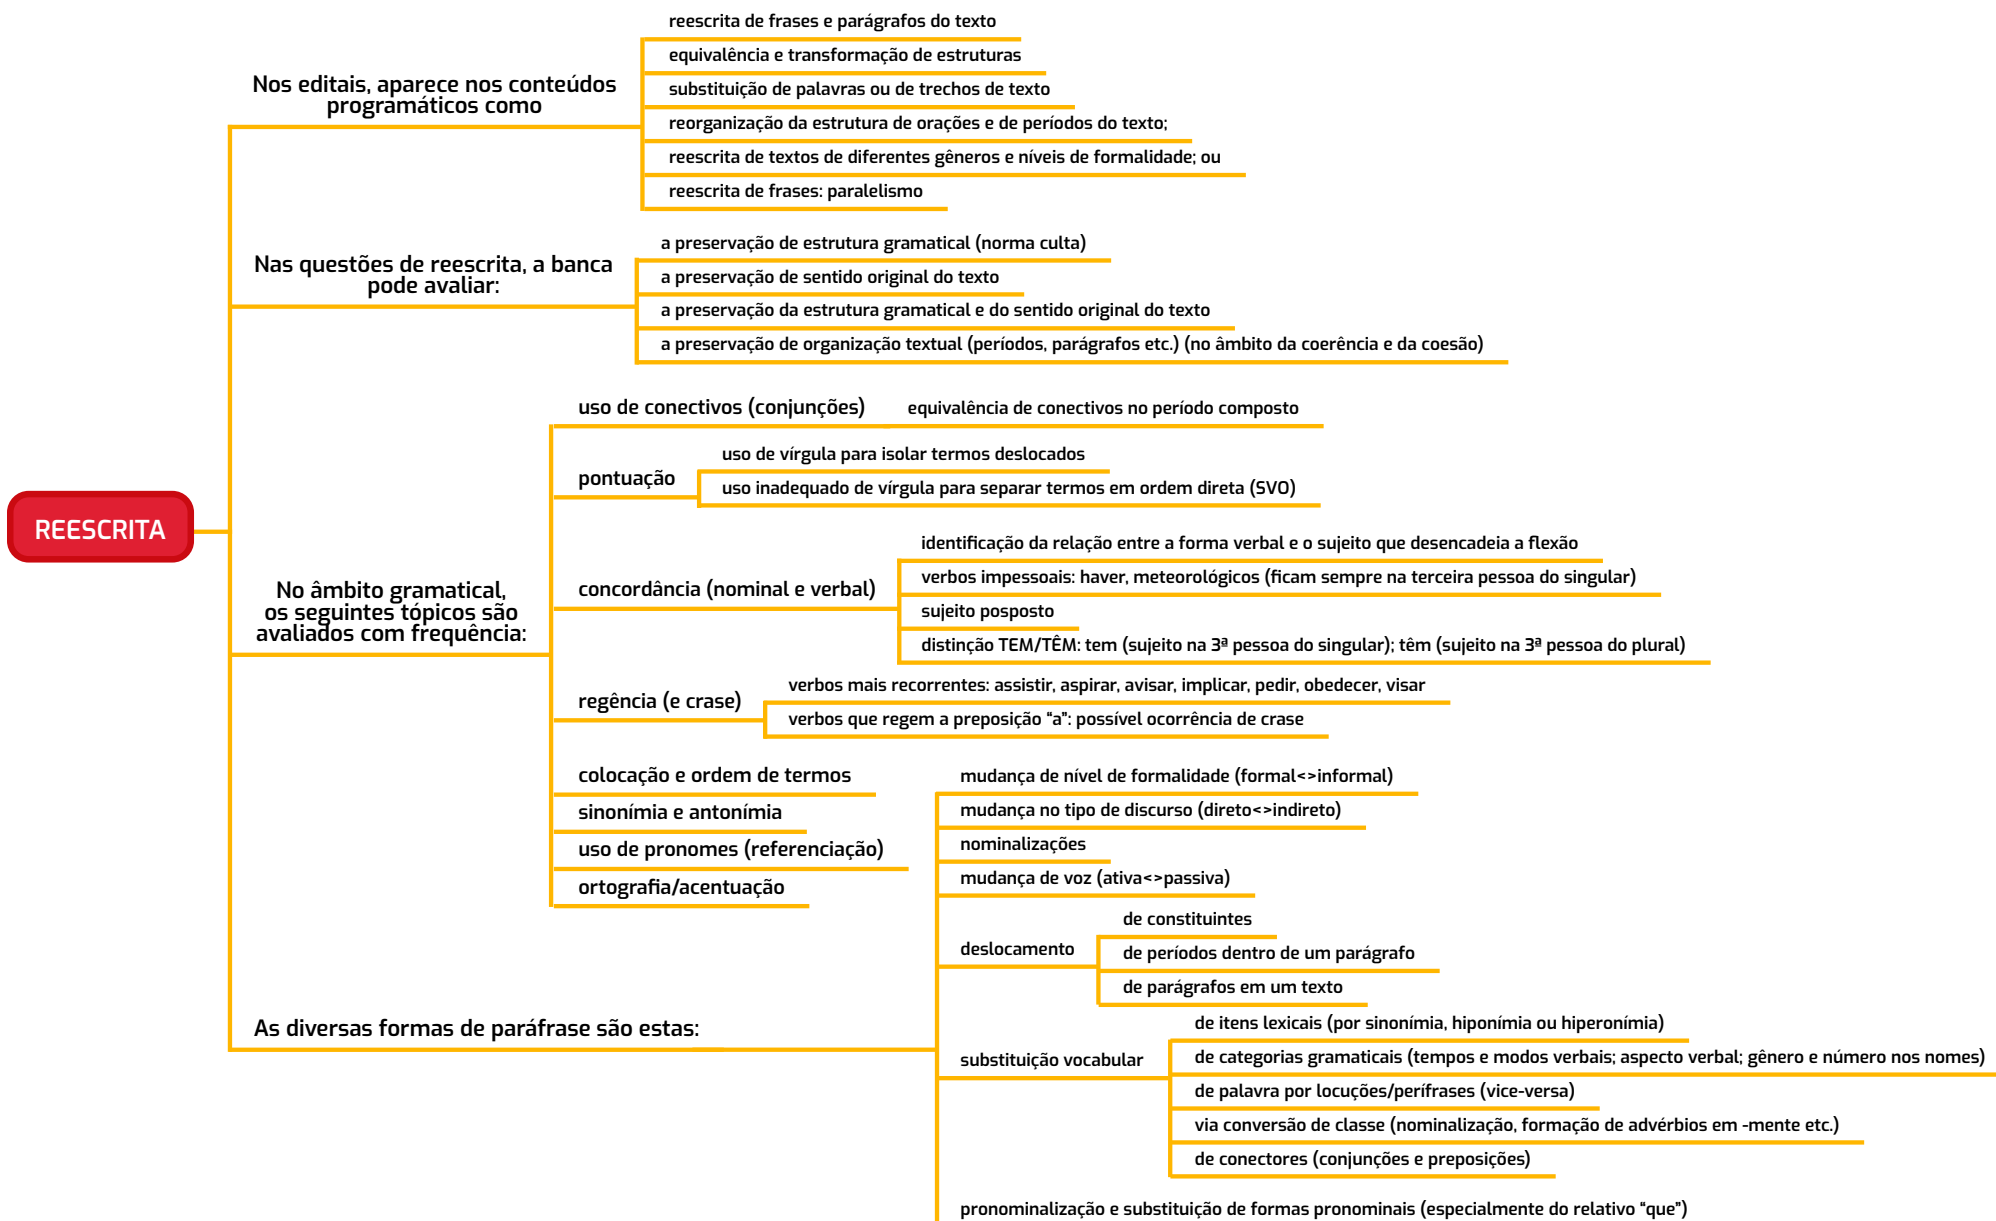 REESCRITA
Nos editais, aparece nos conteúdos
programáticos como
reescrita de frases e parágrafos do texto
equivalência e transformação de estruturas
substituição de palavras ou de trechos de texto
reorganização da estrutura de orações e de períodos do texto;
reescrita de textos de diferentes gêneros e níveis de formalidade; ou
reescrita de frases: paralelismo
Nas questões de reescrita, a banca
pode avaliar:
a preservação de estrutura gramatical (norma culta)
a preservação de sentido original do texto
a preservação da estrutura gramatical e do sentido original do texto
a preservação de organização textual (períodos, parágrafos etc.) (no âmbito da coerência e da coesão)
No âmbito gramatical,
os seguintes tópicos são
avaliados com frequência:
uso de conectivos (conjunções)
equivalência de conectivos no período composto
pontuação
uso de vírgula para isolar termos deslocados
uso inadequado de vírgula para separar termos em ordem direta (SVO)
concordância (nominal e verbal)
identificação da relação entre a forma verbal e o sujeito que desencadeia a flexão
verbos impessoais: haver, meteorológicos (ficam sempre na terceira pessoa do singular)
sujeito posposto
distinção TEM/TÊM: tem (sujeito na 3ª pessoa do singular); têm (sujeito na 3ª pessoa do plural)
regência (e crase)
verbos mais recorrentes: assistir, aspirar, avisar, implicar, pedir, obedecer, visar
verbos que regem a preposição “a”: possível ocorrência de crase
colocação e ordem de termos
sinonímia e antonímia
uso de pronomes (referenciação)
ortografia/acentuação
As diversas formas de paráfrase são estas:
mudança de nível de formalidade (formal<>informal)
mudança no tipo de discurso (direto<>indireto)
nominalizações
mudança de voz (ativa<>passiva)
deslocamento
de constituintes
de períodos dentro de um parágrafo
de parágrafos em um texto
substituição vocabular
de itens lexicais (por sinonímia, hiponímia ou hiperonímia)
de categorias gramaticais (tempos e modos verbais; aspecto verbal; gênero e número nos nomes)
de palavra por locuções/perífrases (vice-versa)
via conversão de classe (nominalização, formação de advérbios em -mente etc.)
de conectores (conjunções e preposições)
pronominalização e substituição de formas pronominais (especialmente do relativo “que”)